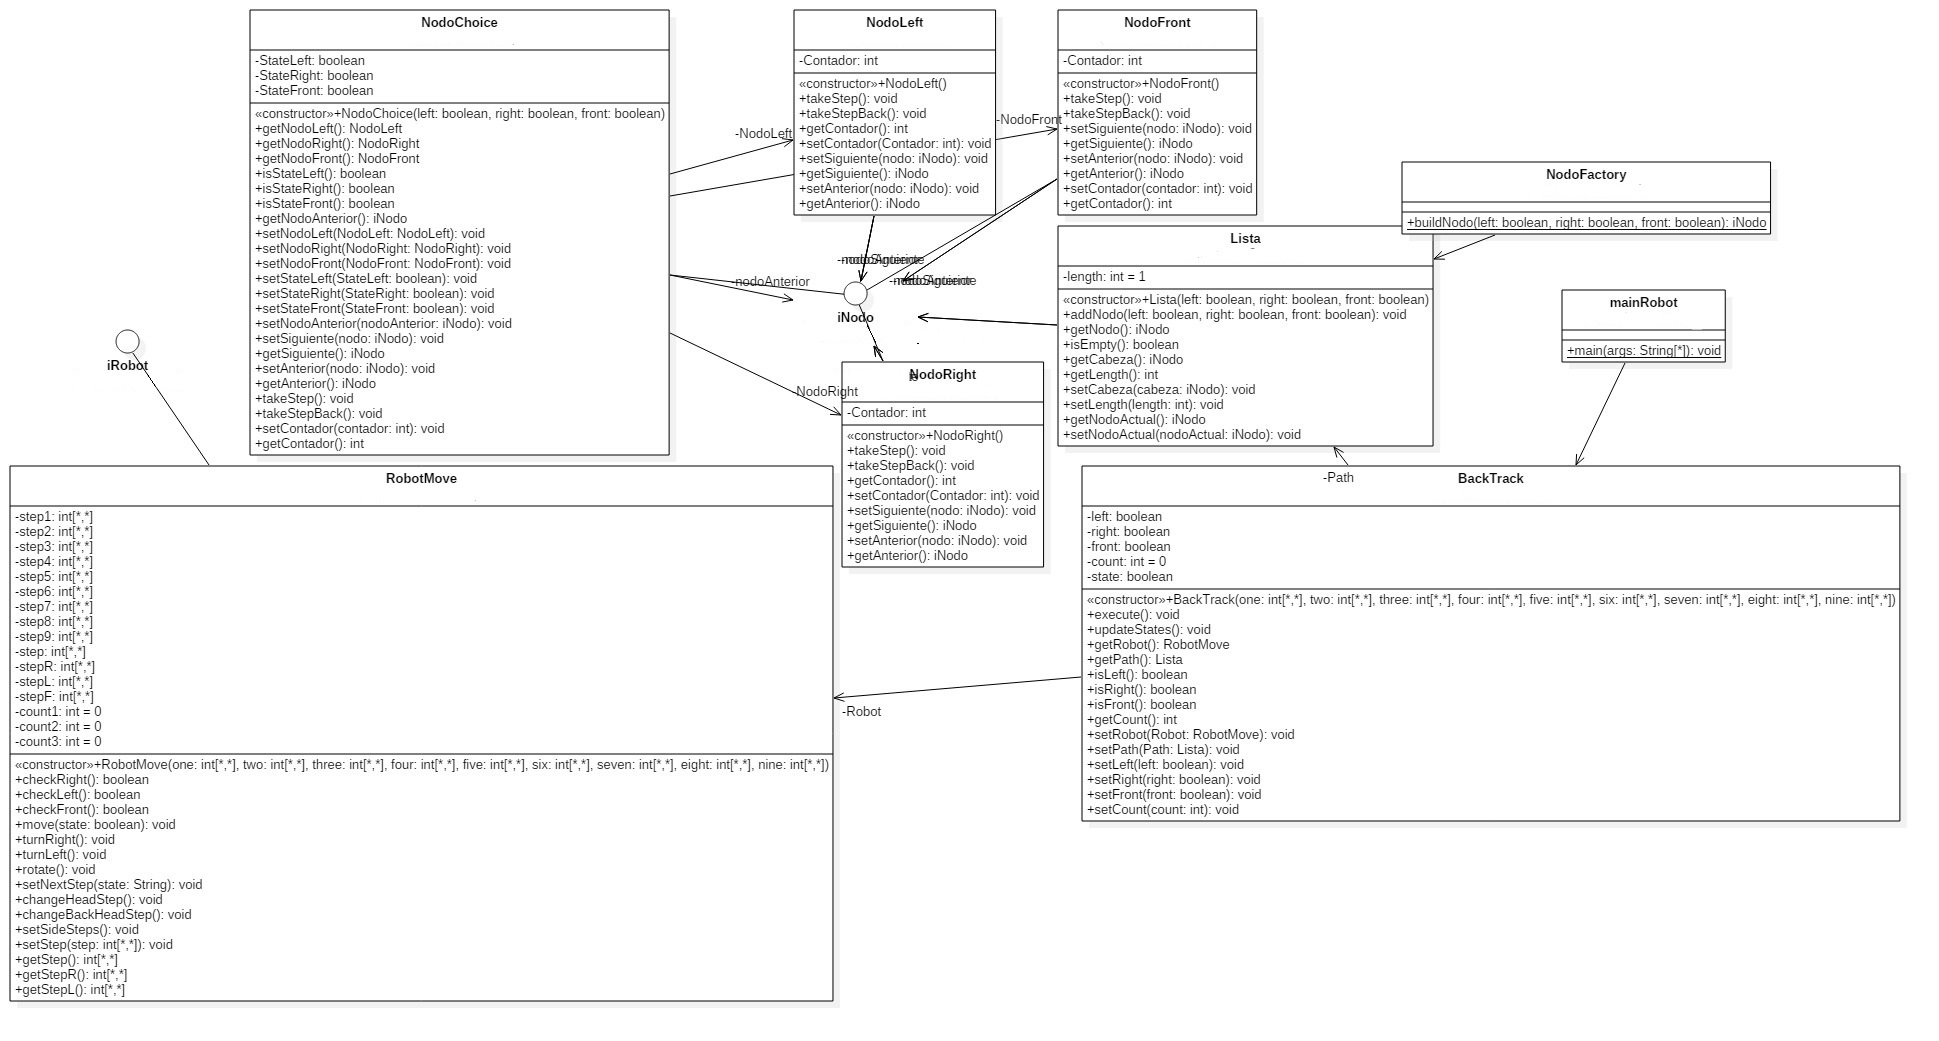 NodoChoice
-StateLeft: boolean
-StateRight: boolean
-StateFront: boolean
«constructor»+NodoChoice(left: boolean, right: boolean, front: boolean)
+getNodoLeft(): NodoLeft
+getNodoRight(): NodoRight
+getNodoFront(): NodoFront
+isStateLeft(): boolean
+isStateRight(): boolean
+isStateFront(): boolean
+getNodoAnterior(): iNodo
+setNodoLeft(NodoLeft: NodoLeft): void
+setNodoRight(NodoRight: NodoRight): void
+setNodoFront(NodoFront: NodoFront): void
+setStateLeft(StateLeft: boolean): void
+setStateRight(StateRight: boolean): void
+setStateFront(StateFront: boolean): void
+setNodoAnterior(nodoAnterior: iNodo): void
+setSiguiente(nodo: iNodo): void
+getSiguiente(): iNodo
+setAnterior(nodo: iNodo): void
+getAnterior(): iNodo
+takeStep(): void
+takeStepBack(): void
+setContador(contador: int): void
+getContador(): int
-NodoLeft
NodoLeft
-Contador: int
«constructor»+NodoLeft()
+takeStep(): void
+takeStepBack(): void
+getContador(): int
+setContador(Contador: int): void
+setSiguiente(nodo: iNodo): void
+getSiguiente(): iNodo
+setAnterior(nodo: iNodo): void
+getAnterior(): iNodo
-NodoFront
NodoFront
-Contador: int
«constructor»+NodoFront()
+takeStep(): void
+takeStepBack(): void
+setSiguiente(nodo: iNodo): void
+getSiguiente(): iNodo
+setAnterior(nodo: iNodo): void
+getAnterior(): iNodo
+setContador(contador: int): void
+getContador(): int
NodoFactory
+buildNodo(left: boolean, right: boolean, front: boolean): iNodo
Lista
-length: int = 1
«constructor»+Lista(left: boolean, right: boolean, front: boolean)
+addNodo(left: boolean, right: boolean, front: boolean): void
+getNodo(): iNodo
+isEmpty(): boolean
+getCabeza(): iNodo
+getLength(): int
+setCabeza(cabeza: iNodo): void
+setLength(length: int): void
+getNodoActual(): iNodo
+setNodoActual(nodoActual: iNodo): void
mainRobot
+main(args: String[*]): void
-nodoAnterior
iNodo
iRobot
-NodoRight
NodoRight
-Contador: int
«constructor»+NodoRight()
+takeStep(): void
+takeStepBack(): void
+getContador(): int
+setContador(Contador: int): void
+setSiguiente(nodo: iNodo): void
+getSiguiente(): iNodo
+setAnterior(nodo: iNodo): void
+getAnterior(): iNodo
RobotMove
-step1: int[*,*]
-step2: int[*,*]
-step3: int[*,*]
-step4: int[*,*]
-step5: int[*,*]
-step6: int[*,*]
-step7: int[*,*]
-step8: int[*,*]
-step9: int[*,*]
-step: int[*,*]
-stepR: int[*,*]
-stepL: int[*,*]
-stepF: int[*,*]
-count1: int = 0
-count2: int = 0
-count3: int = 0
«constructor»+RobotMove(one: int[*,*], two: int[*,*], three: int[*,*], four: int[*,*], five: int[*,*], six: int[*,*], seven: int[*,*], eight: int[*,*], nine: int[*,*])
+checkRight(): boolean
+checkLeft(): boolean
+checkFront(): boolean
+move(state: boolean): void
+turnRight(): void
+turnLeft(): void
+rotate(): void
+setNextStep(state: String): void
+changeHeadStep(): void
+changeBackHeadStep(): void
+setSideSteps(): void
+setStep(step: int[*,*]): void
+getStep(): int[*,*]
+getStepR(): int[*,*]
+getStepL(): int[*,*]
-Robot
-Path
BackTrack
-left: boolean
-right: boolean
-front: boolean
-count: int = 0
-state: boolean
«constructor»+BackTrack(one: int[*,*], two: int[*,*], three: int[*,*], four: int[*,*], five: int[*,*], six: int[*,*], seven: int[*,*], eight: int[*,*], nine: int[*,*])
+execute(): void
+updateStates(): void
+getRobot(): RobotMove
+getPath(): Lista
+isLeft(): boolean
+isRight(): boolean
+isFront(): boolean
+getCount(): int
+setRobot(Robot: RobotMove): void
+setPath(Path: Lista): void
+setLeft(left: boolean): void
+setRight(right: boolean): void
+setFront(front: boolean): void
+setCount(count: int): void